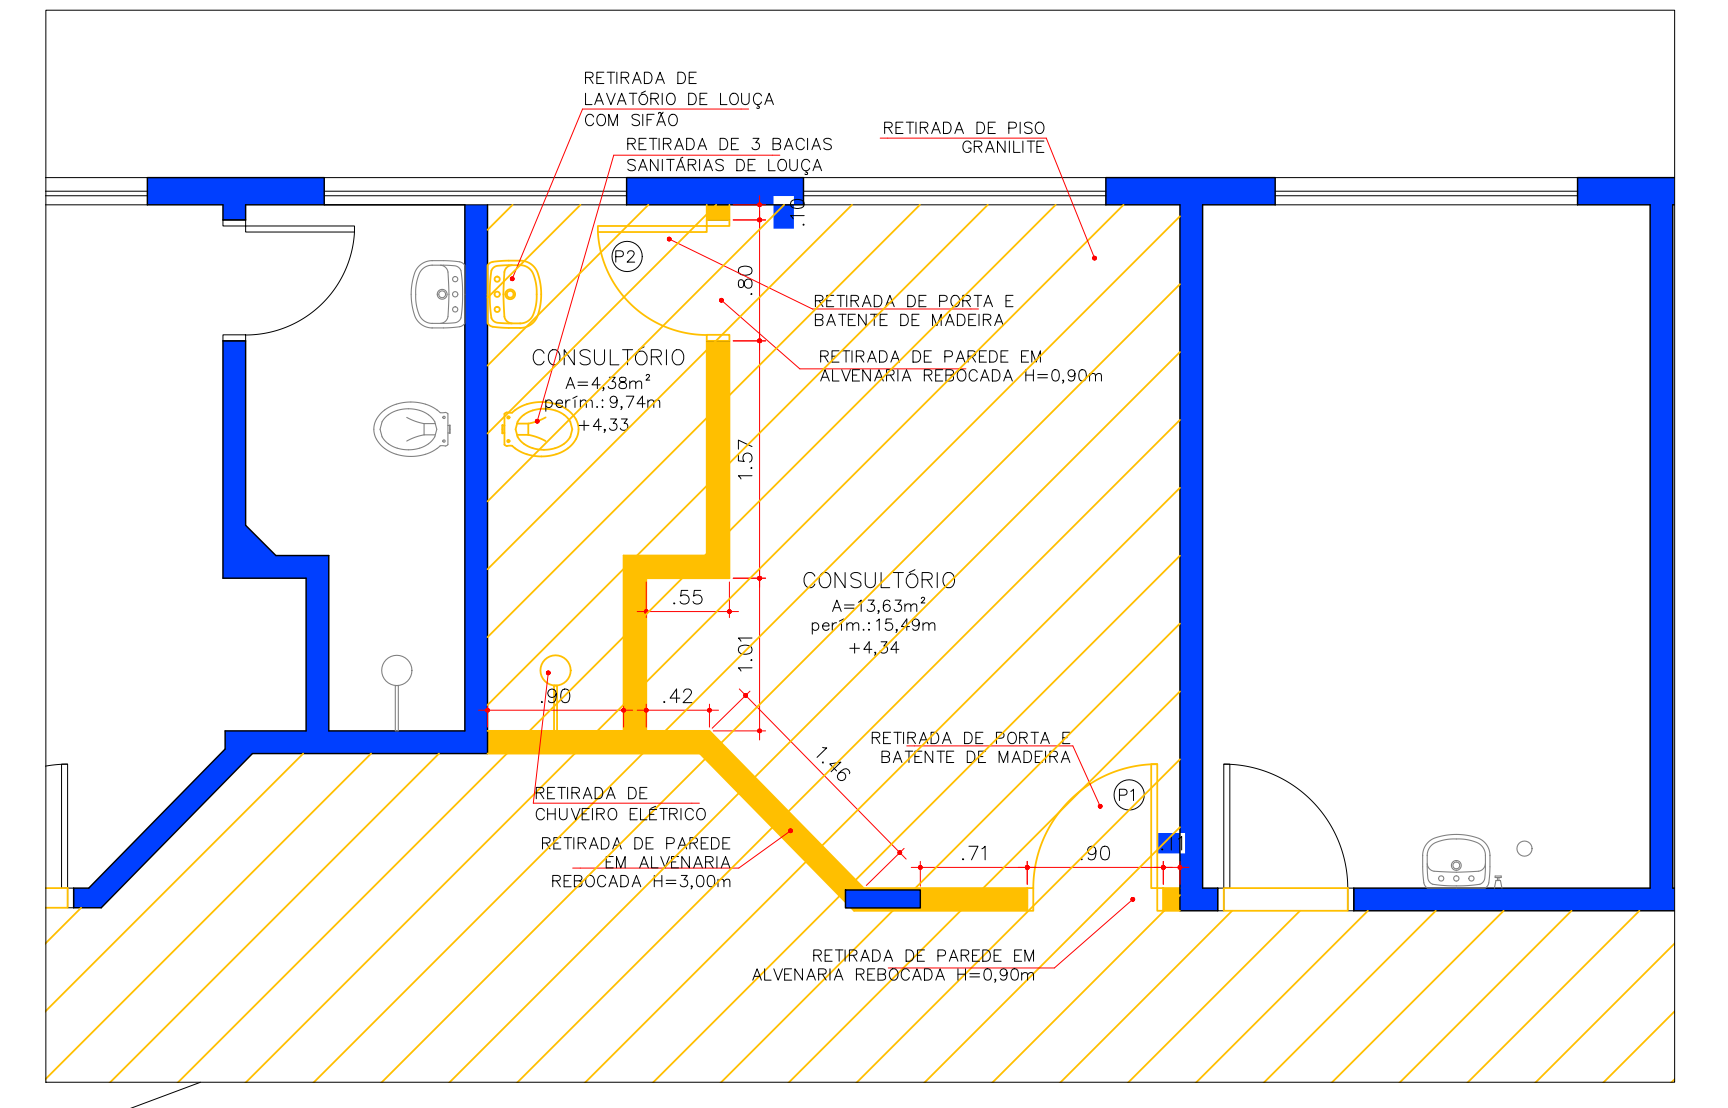 RETIRADA DE
LAVATÓRIO DE LOUÇA
COM SIFÃO
RETIRADA DE 3 BACIAS
SANITÁRIAS DE LOUÇA
RETIRADA DE PISO
GRANILITE
.10
P2
.80
RETIRADA DE PORTA E
BATENTE DE MADEIRA
RETIRADA DE PAREDE EM
ALVENARIA REBOCADA H=0,90m
CONSULTÓRIO
A=4,38m²
perím.:9,74m
+4,33
1.57
CONSULTÓRIO
A=13,63m²
perím.:15,49m
+4,34
.55
1.01
.90
.42
1.46
RETIRADA DE PORTA E
BATENTE DE MADEIRA
P1
RETIRADA DE
CHUVEIRO ELÉTRICO
RETIRADA DE PAREDE
EM ALVENARIA
REBOCADA H=3,00m
.71
.90
RETIRADA DE PAREDE EM
ALVENARIA REBOCADA H=0,90m